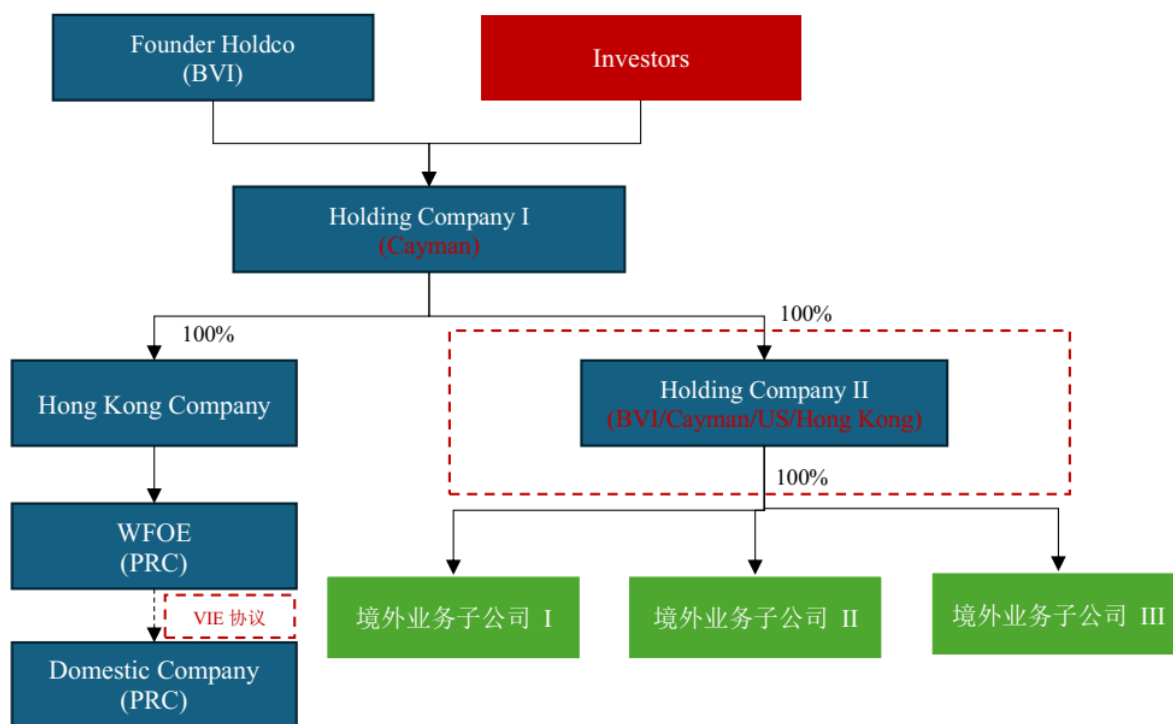 Founder Holdco
(BVI)
Investors
Holding Company I
(Cayman)
100%
100%
Hong Kong Company
Holding Company II
(BVI/Cayman/US/Hong Kong)
100%
WFOE
(PRC)
VIE 协议
境外业务子公司 I
境外业务子公司 II
境外业务子公司 III
Domestic Company
(PRC)